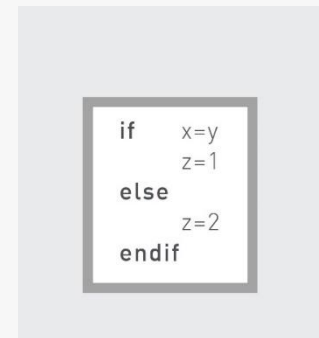 if x=y
z=1
else
z=2
endif